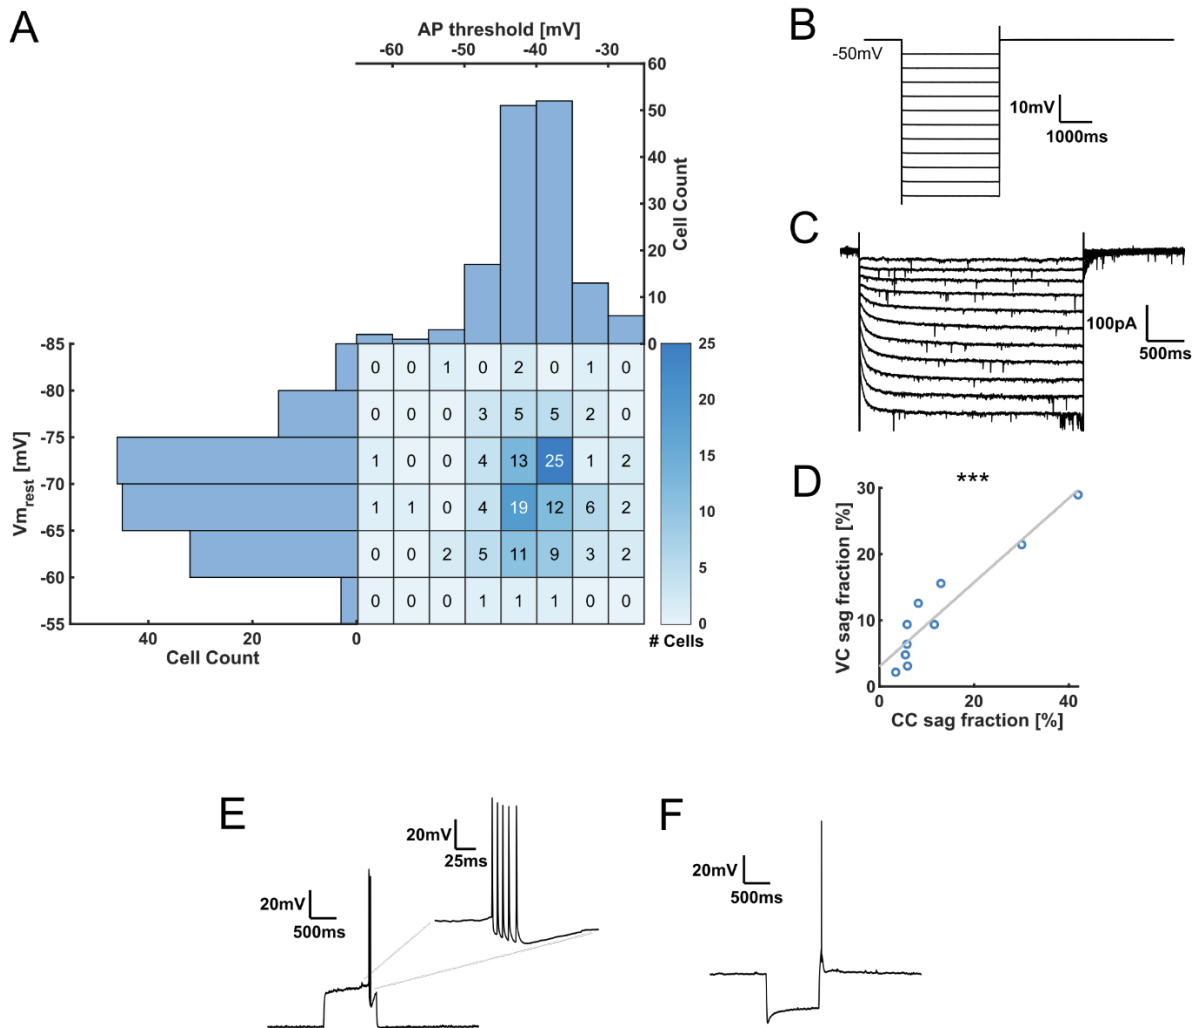 A
AP threshold [mV]
-60 -50 -40 -30
60
50
40
30
20
10
0
Cell Count
-85
-80
-75
-70
-65
-60
-55
Vm_rest [mV]
0 0 1 0 2 0 1 0
0 0 0 3 5 5 2 0
1 0 0 4 13 25 1 2
1 1 0 4 19 12 6 2
0 0 2 5 11 9 3 2
0 0 0 1 1 1 0 0
40 20 0
Cell Count
25
20
15
10
5
0
# Cells
B
-50mV
10mV
1000ms
C
100pA
500ms
D
***
30
20
10
0
VC sag fraction [%]
0 20 40
CC sag fraction [%]
E
20mV
500ms
20mV
25ms
F
20mV
500ms